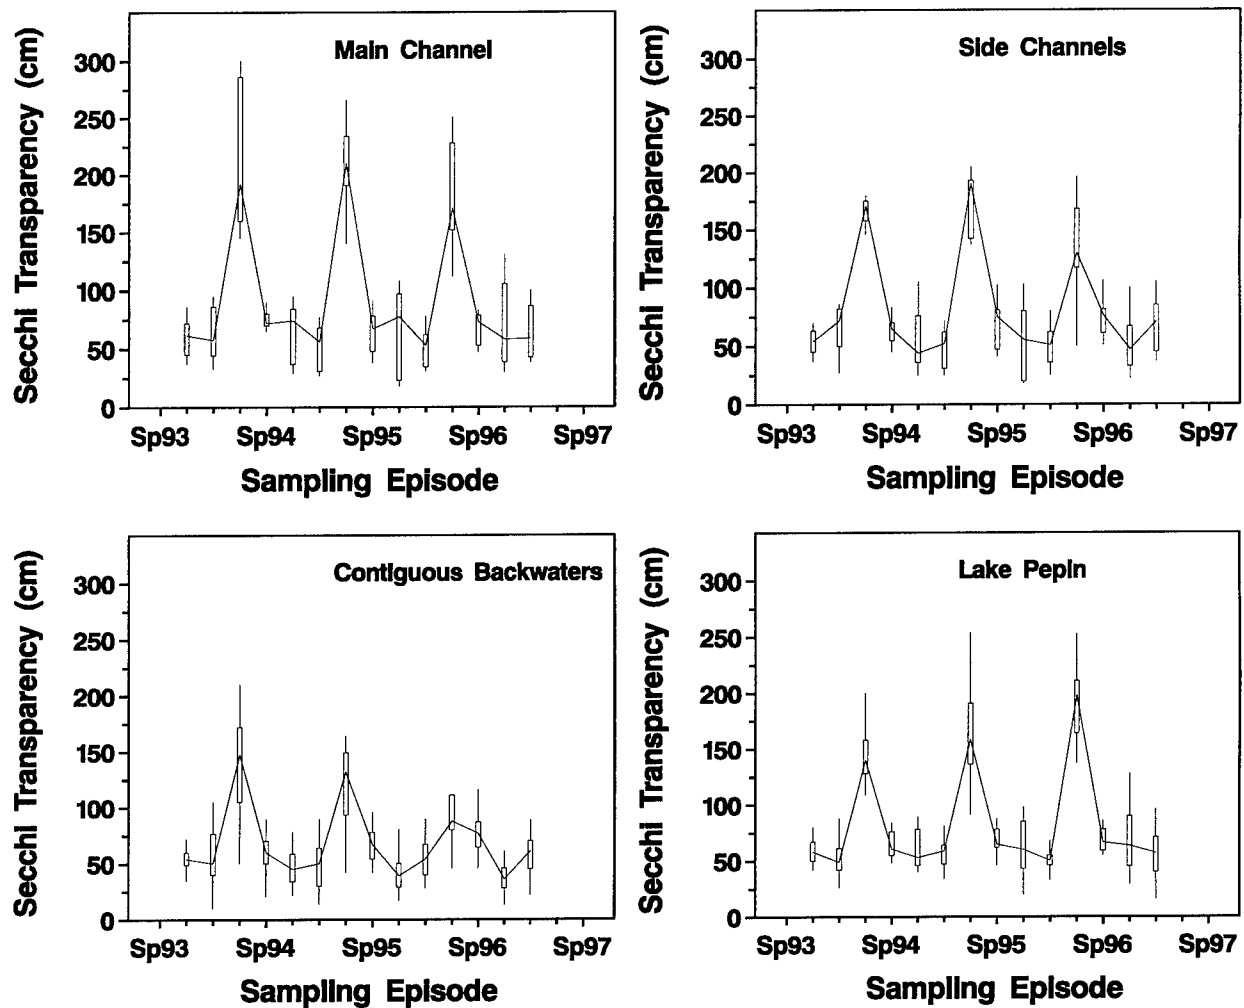 Main Channel
Secchi Transparency (cm)
300
250
200
150
100
50
0
Sp93 Sp94 Sp95 Sp96 Sp97
Sampling Episode
Side Channels
Secchi Transparency (cm)
300
250
200
150
100
50
0
Sp93 Sp94 Sp95 Sp96 Sp97
Sampling Episode
Contiguous Backwaters
Secchi Transparency (cm)
300
250
200
150
100
50
0
Sp93 Sp94 Sp95 Sp96 Sp97
Sampling Episode
Lake Pepin
Secchi Transparency (cm)
300
250
200
150
100
50
0
Sp93 Sp94 Sp95 Sp96 Sp97
Sampling Episode